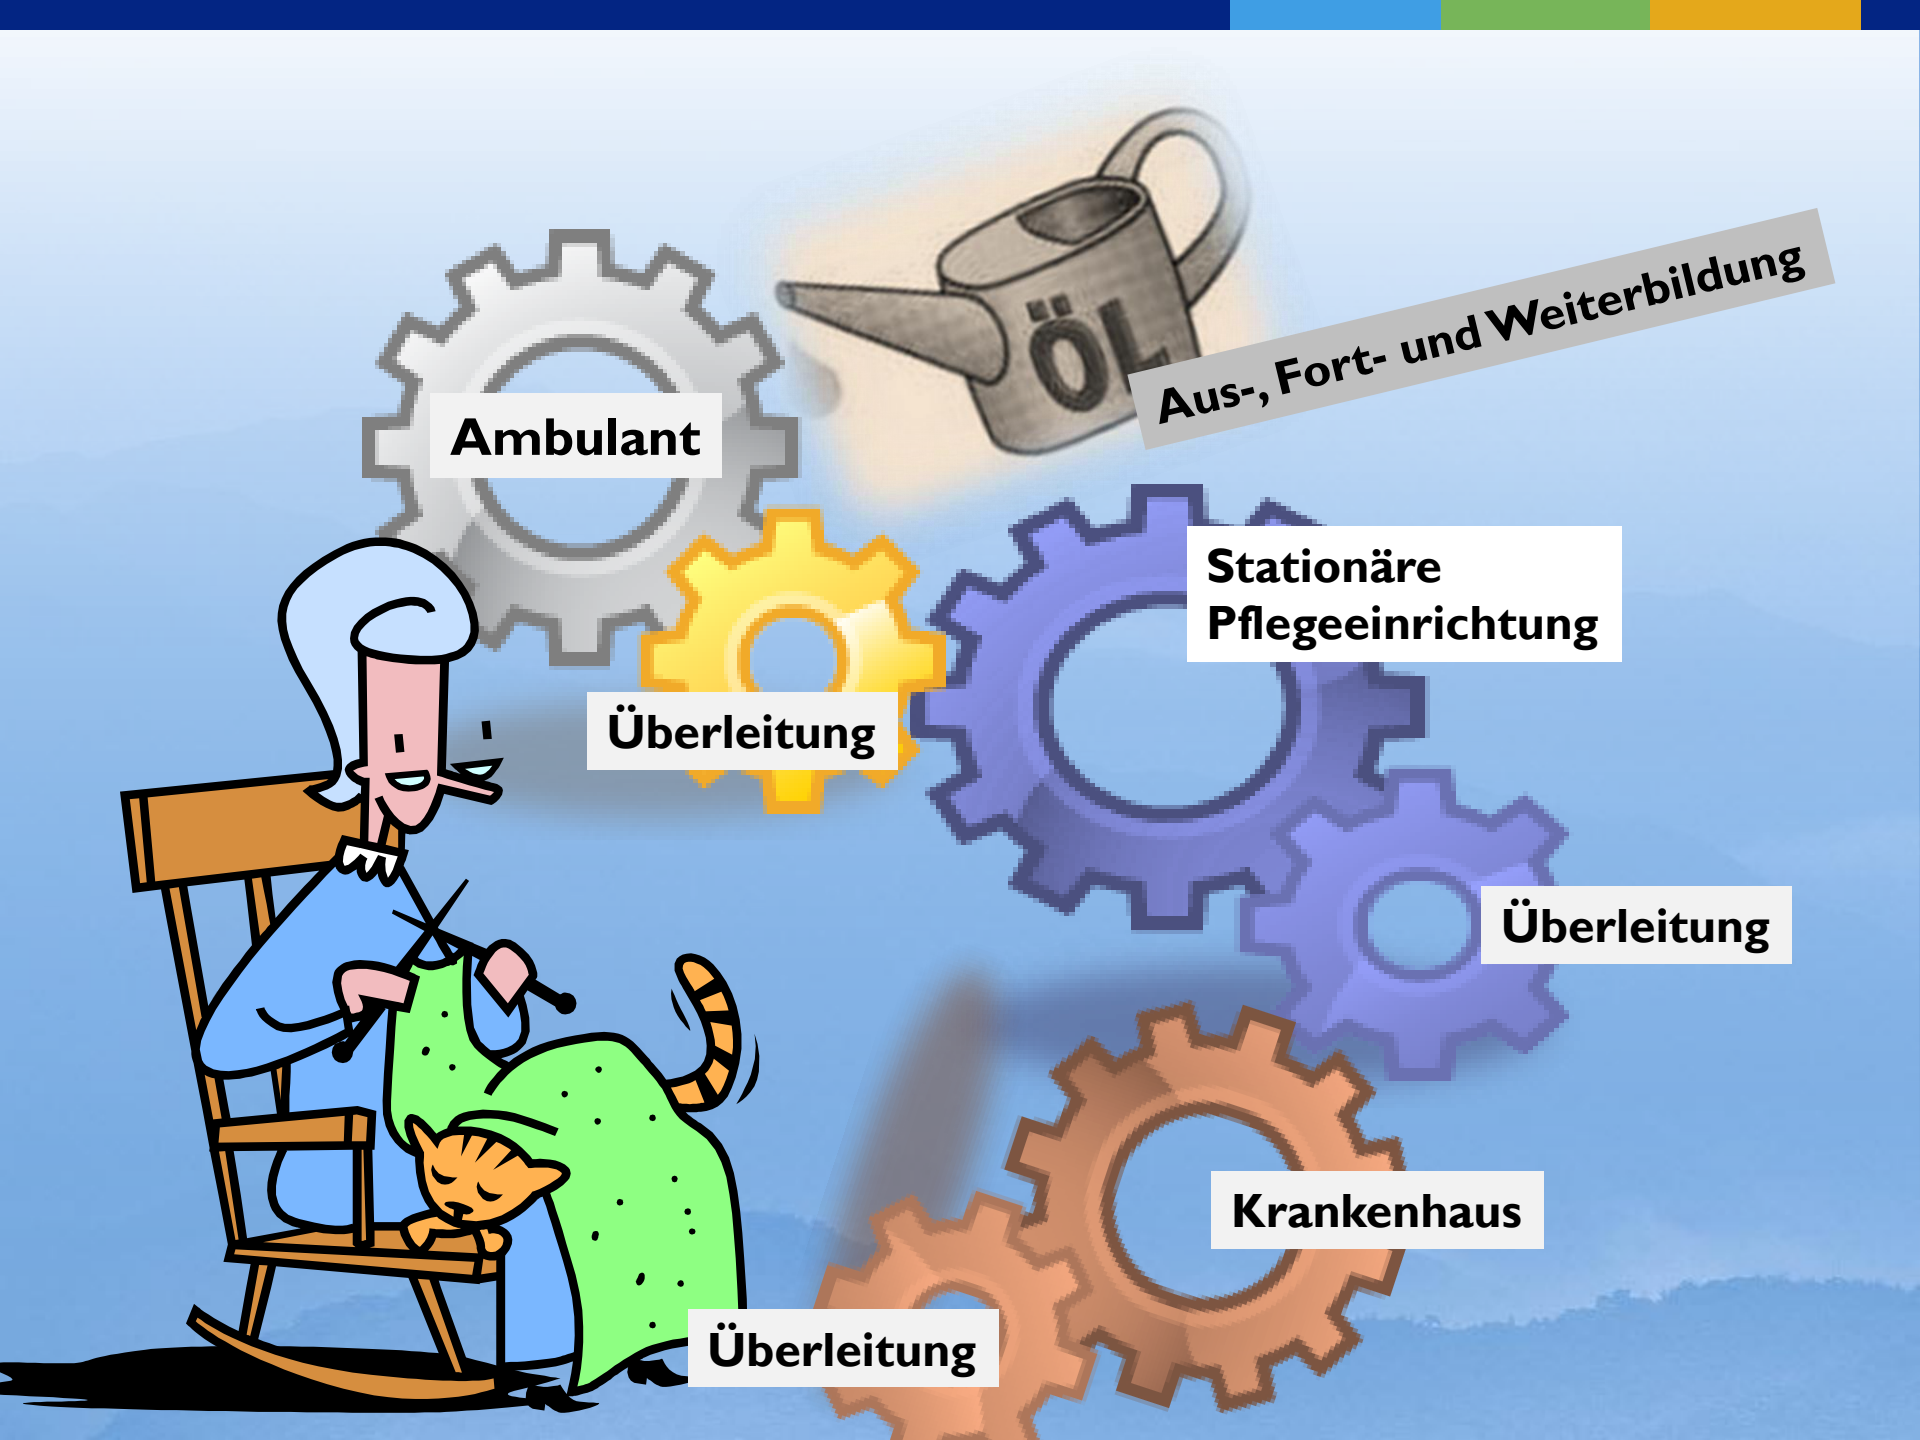 ÖL
Aus-, Fort- und Weiterbildung
Ambulant
Stationäre
Pflegeeinrichtung
Überleitung
Überleitung
Krankenhaus
Überleitung